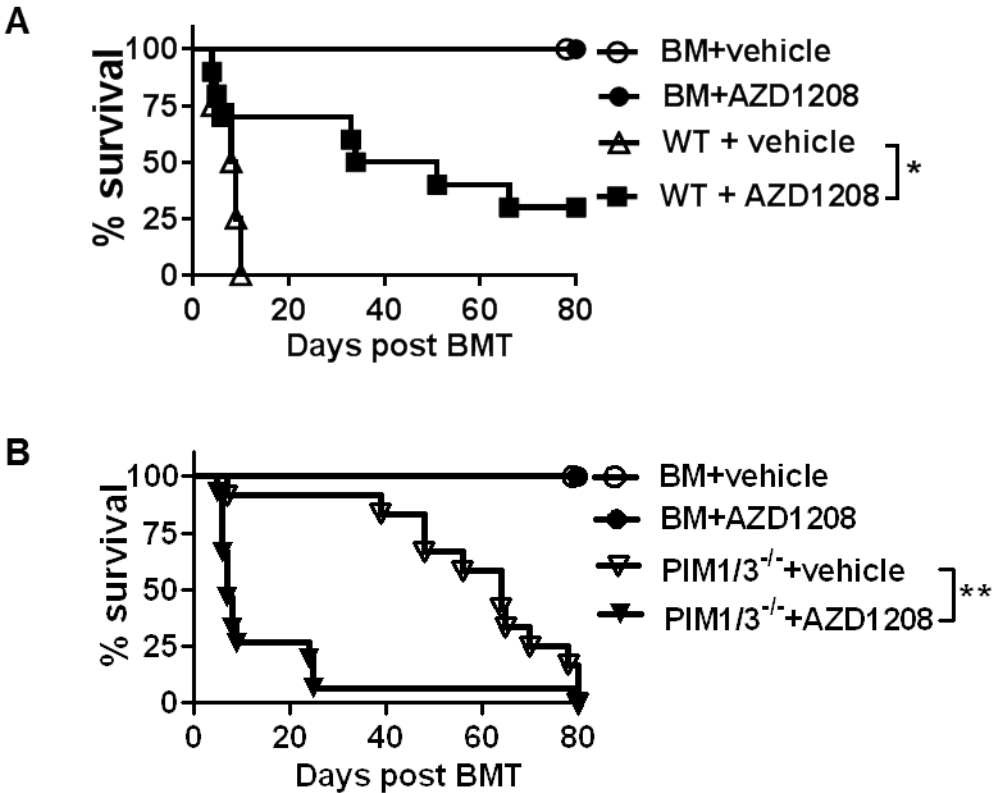 A
% survival
100
75
50
25
0
0 20 40 60 80
Days post BMT
BM+vehicle
BM+AZD1208
WT + vehicle
WT + AZD1208
*
B
% survival
100
75
50
25
0
0 20 40 60 80
Days post BMT
BM+vehicle
BM+AZD1208
PIM1/3-/-+vehicle
PIM1/3-/-+AZD1208
**